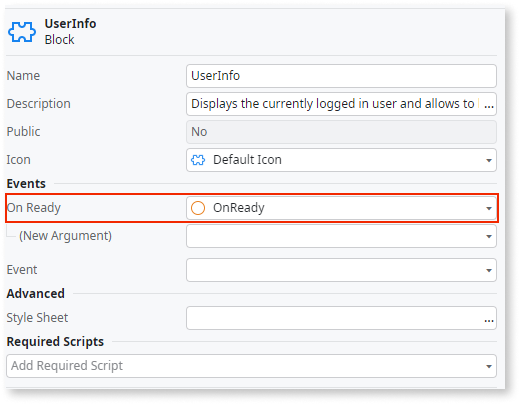 UserInfo
Block
Name UserInfo
Description Displays the currently logged in user and allows to ...
Public No
Icon Default Icon
Events
On Ready OnReady
(New Argument)
Event
Advanced
Style Sheet ...
Required Scripts
Add Required Script